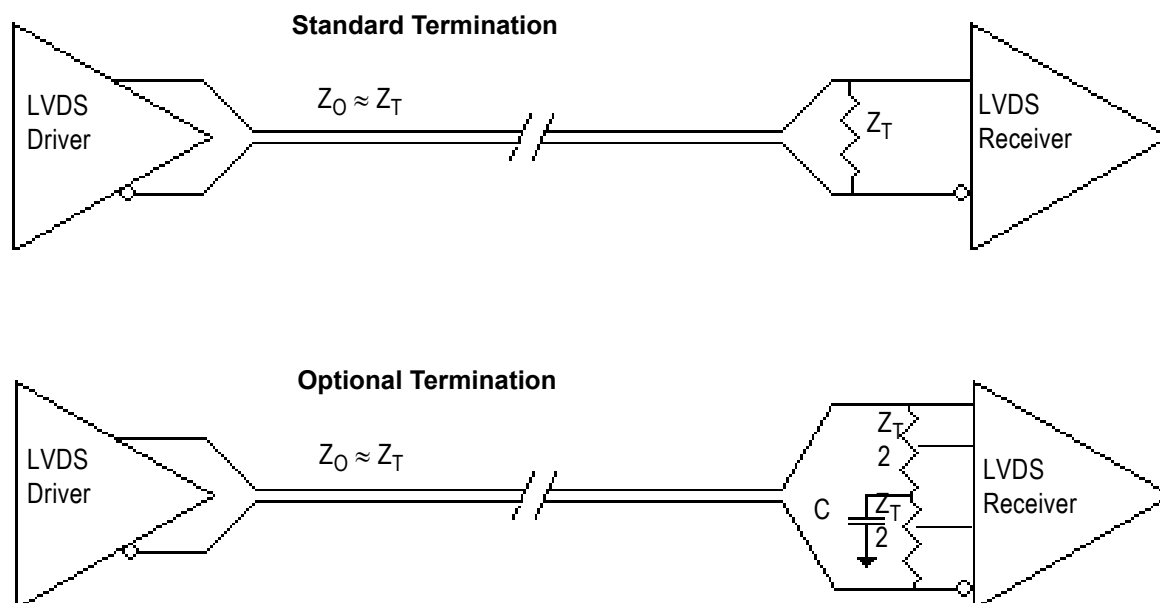 Standard Termination
LVDS
Driver
Z_O ≈ Z_T
Z_T
LVDS
Receiver
Optional Termination
LVDS
Driver
Z_O ≈ Z_T
Z_T
2
C
Z_T
2
LVDS
Receiver